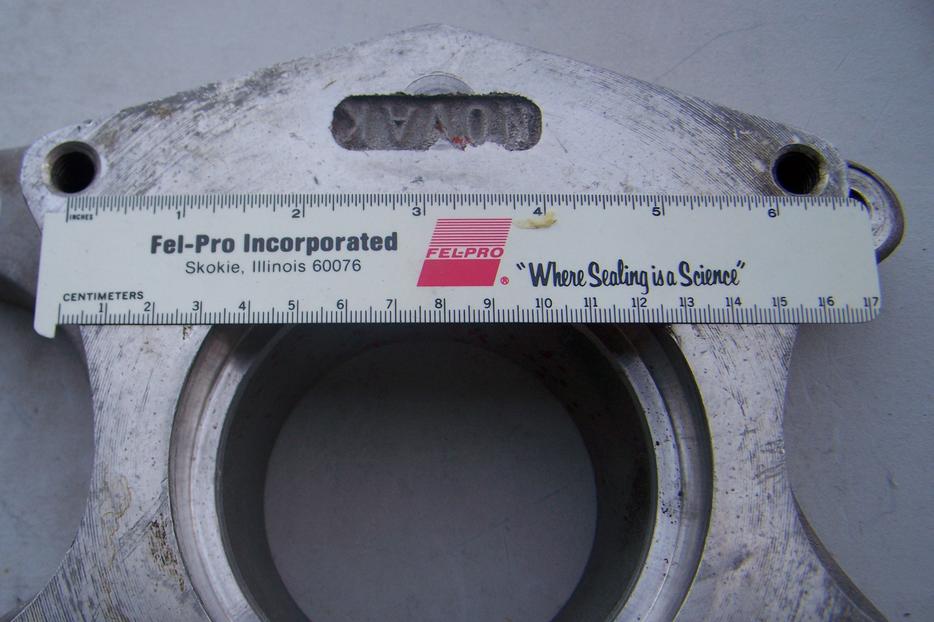 NOVAK
INCHES 1 2 3 4 5 6
Fel-Pro Incorporated
Skokie, Illinois 60076
FEL-PRO ®
"Where Sealing is a Science"
CENTIMETERS
1 2 3 4 5 6 7 8 9 10 11 12 13 14 15 16 17